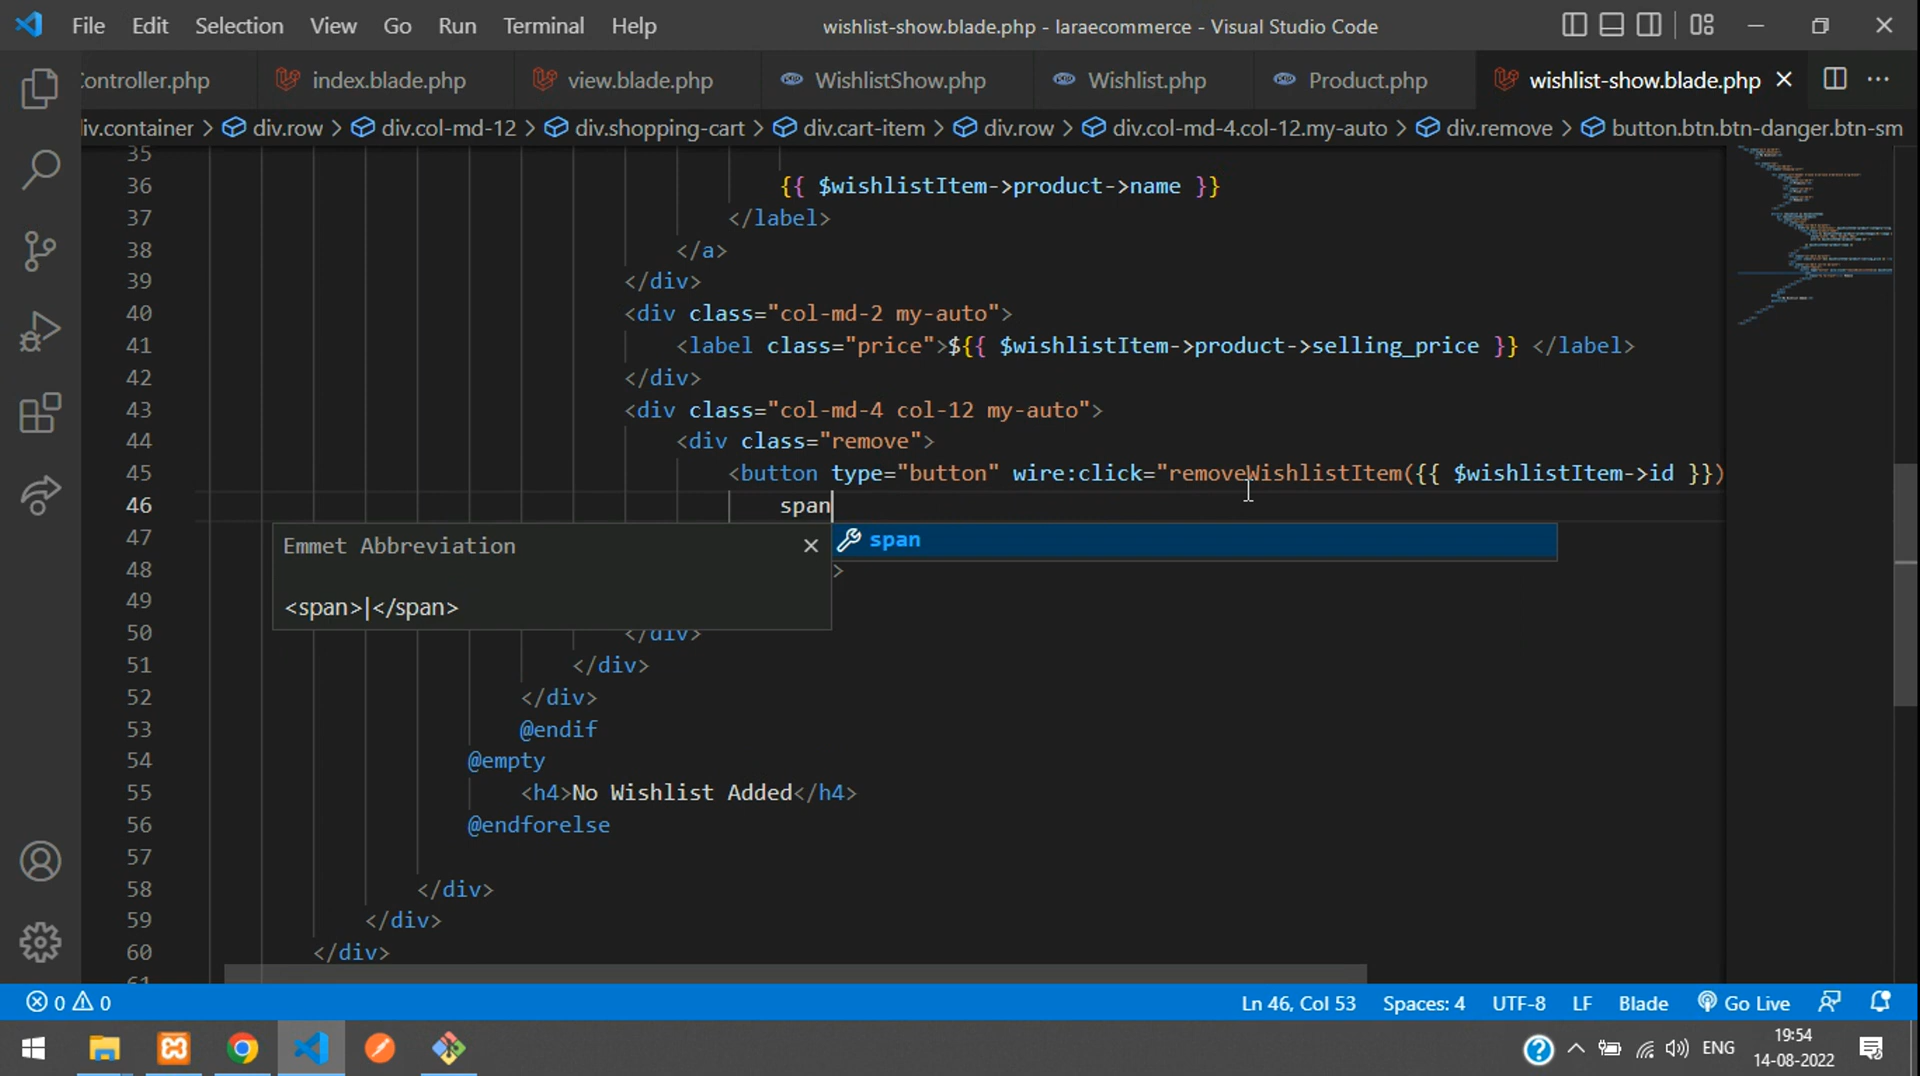 File Edit Selection View Go Run Terminal Help wishlist-show.blade.php - laraecommerce - Visual Studio Code
Controller.php index.blade.php view.blade.php WishlistShow.php Wishlist.php Product.php wishlist-show.blade.php
iv.container > div.row > div.col-md-12 > div.shopping-cart > div.cart-item > div.row > div.col-md-4.col-12.my-auto > div.remove > button.btn.btn-danger.btn-sm
35
36 {{ $wishlistItem->product->name }}
37 </label>
38 </a>
39 </div>
40 <div class="col-md-2 my-auto">
41 <label class="price">${{ $wishlistItem->product->selling_price }} </label>
42 </div>
43 <div class="col-md-4 col-12 my-auto">
44 <div class="remove">
45 <button type="button" wire:click="removeWishlistItem({{ $wishlistItem->id }})
46 span
47 Emmet Abbreviation span
48 >
49 <span>|</span>
50 </div>
51 </div>
52 </div>
53 @endif
54 @empty
55 <h4>No Wishlist Added</h4>
56 @endforelse
57
58 </div>
59 </div>
60 </div>
61
0 0 Ln 46, Col 53 Spaces: 4 UTF-8 LF Blade Go Live
ENG 19:54
14-08-2022